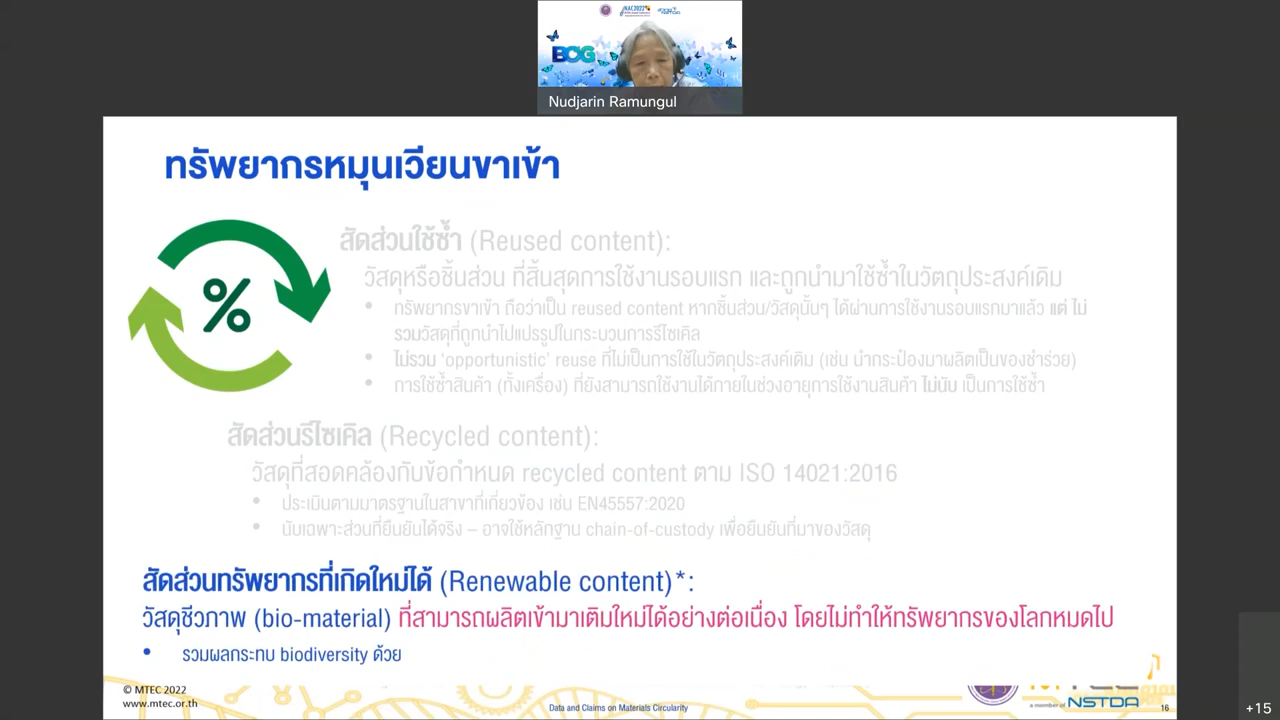 NAC2022
สวทช
NSTDA
BCG
Nudjarin Ramungul
ทรัพยากรหมุนเวียนขาเข้า
%
สัดส่วนใช้ซ้ำ (Reused content):
วัสดุหรือชิ้นส่วน ที่สิ้นสุดการใช้งานรอบแรก และถูกนำมาใช้ซ้ำในวัตถุประสงค์เดิม
• ทรัพยากรขาเข้า ถือว่าเป็น reused content หากชิ้นส่วน/วัสดุนั้นๆ ได้ผ่านการใช้งานรอบแรกมาแล้ว แต่ ไม่
รวมวัสดุที่ถูกนำไปแปรรูปในกระบวนการรีไซเคิล
• ไม่รวม 'opportunistic' reuse ที่ไม่เป็นการใช้ในวัตถุประสงค์เดิม (เช่น นำกระป๋องมาผลิตเป็นของชำร่วย)
• การใช้ซ้ำสินค้า (ทั้งเครื่อง) ที่ยังสามารถใช้งานได้ภายในช่วงอายุการใช้งานสินค้า ไม่นับ เป็นการใช้ซ้ำ
สัดส่วนรีไซเคิล (Recycled content):
วัสดุที่สอดคล้องกับข้อกำหนด recycled content ตาม ISO 14021:2016
• ประเมินตามมาตรฐานในสาขาที่เกี่ยวข้อง เช่น EN45557:2020
• นับเฉพาะส่วนที่ยืนยันได้จริง – อาจใช้หลักฐาน chain-of-custody เพื่อยืนยันที่มาของวัสดุ
สัดส่วนทรัพยากรที่เกิดใหม่ได้ (Renewable content)*:
วัสดุชีวภาพ (bio-material) ที่สามารถผลิตเข้ามาเติมใหม่ได้อย่างต่อเนื่อง โดยไม่ทำให้ทรัพยากรของโลกหมดไป
• รวมผลกระทบ biodiversity ด้วย
© MTEC 2022
www.mtec.or.th
Data and Claims on Materials Circularity
a member of NSTDA
16
+15